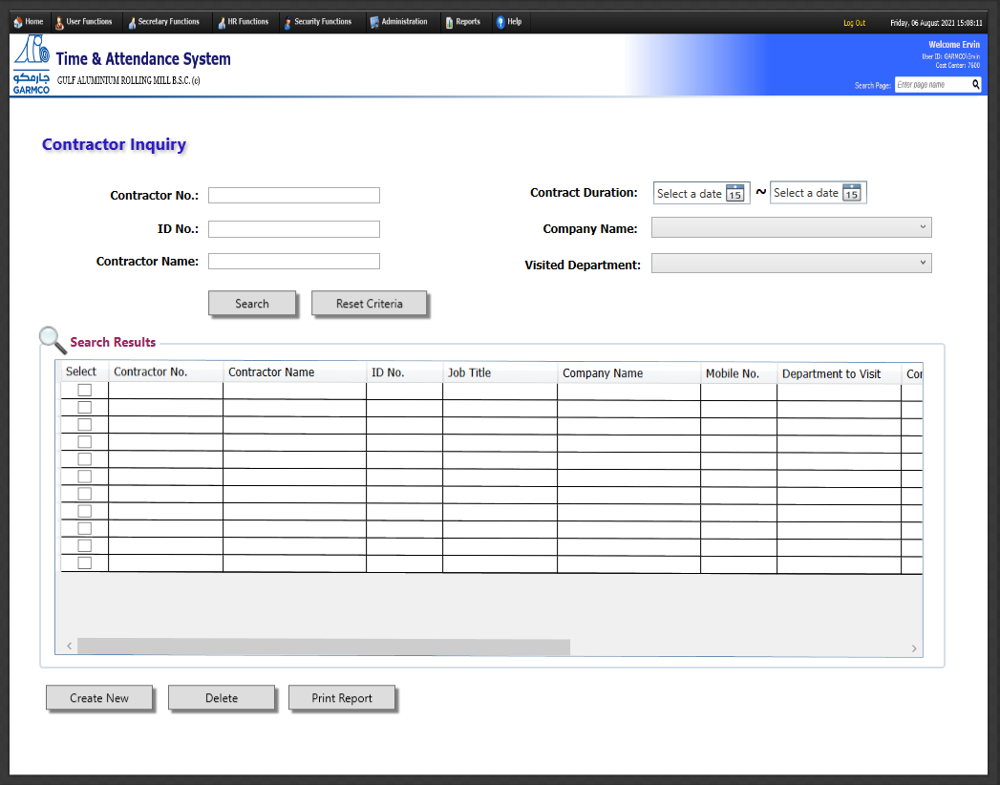 Home User Functions Secretary Functions HR Functions Security Functions Administration Reports Help Log Out Friday, 06 August 2021 15:08:11
Welcome Ervin
Time & Attendance System
User ID: GARMCO\Ervin
Cost Center: 7600
جارمكو
GARMCO
GULF ALUMINIUM ROLLING MILL B.S.C. (c)
Search Page: Enter page name
Contractor Inquiry
Contractor No.: Contract Duration: Select a date 15 ~ Select a date 15
ID No.: Company Name:
Contractor Name: Visited Department:
Search Reset Criteria
Search Results
Select Contractor No. Contractor Name ID No. Job Title Company Name Mobile No. Department to Visit Cor
Create New Delete Print Report